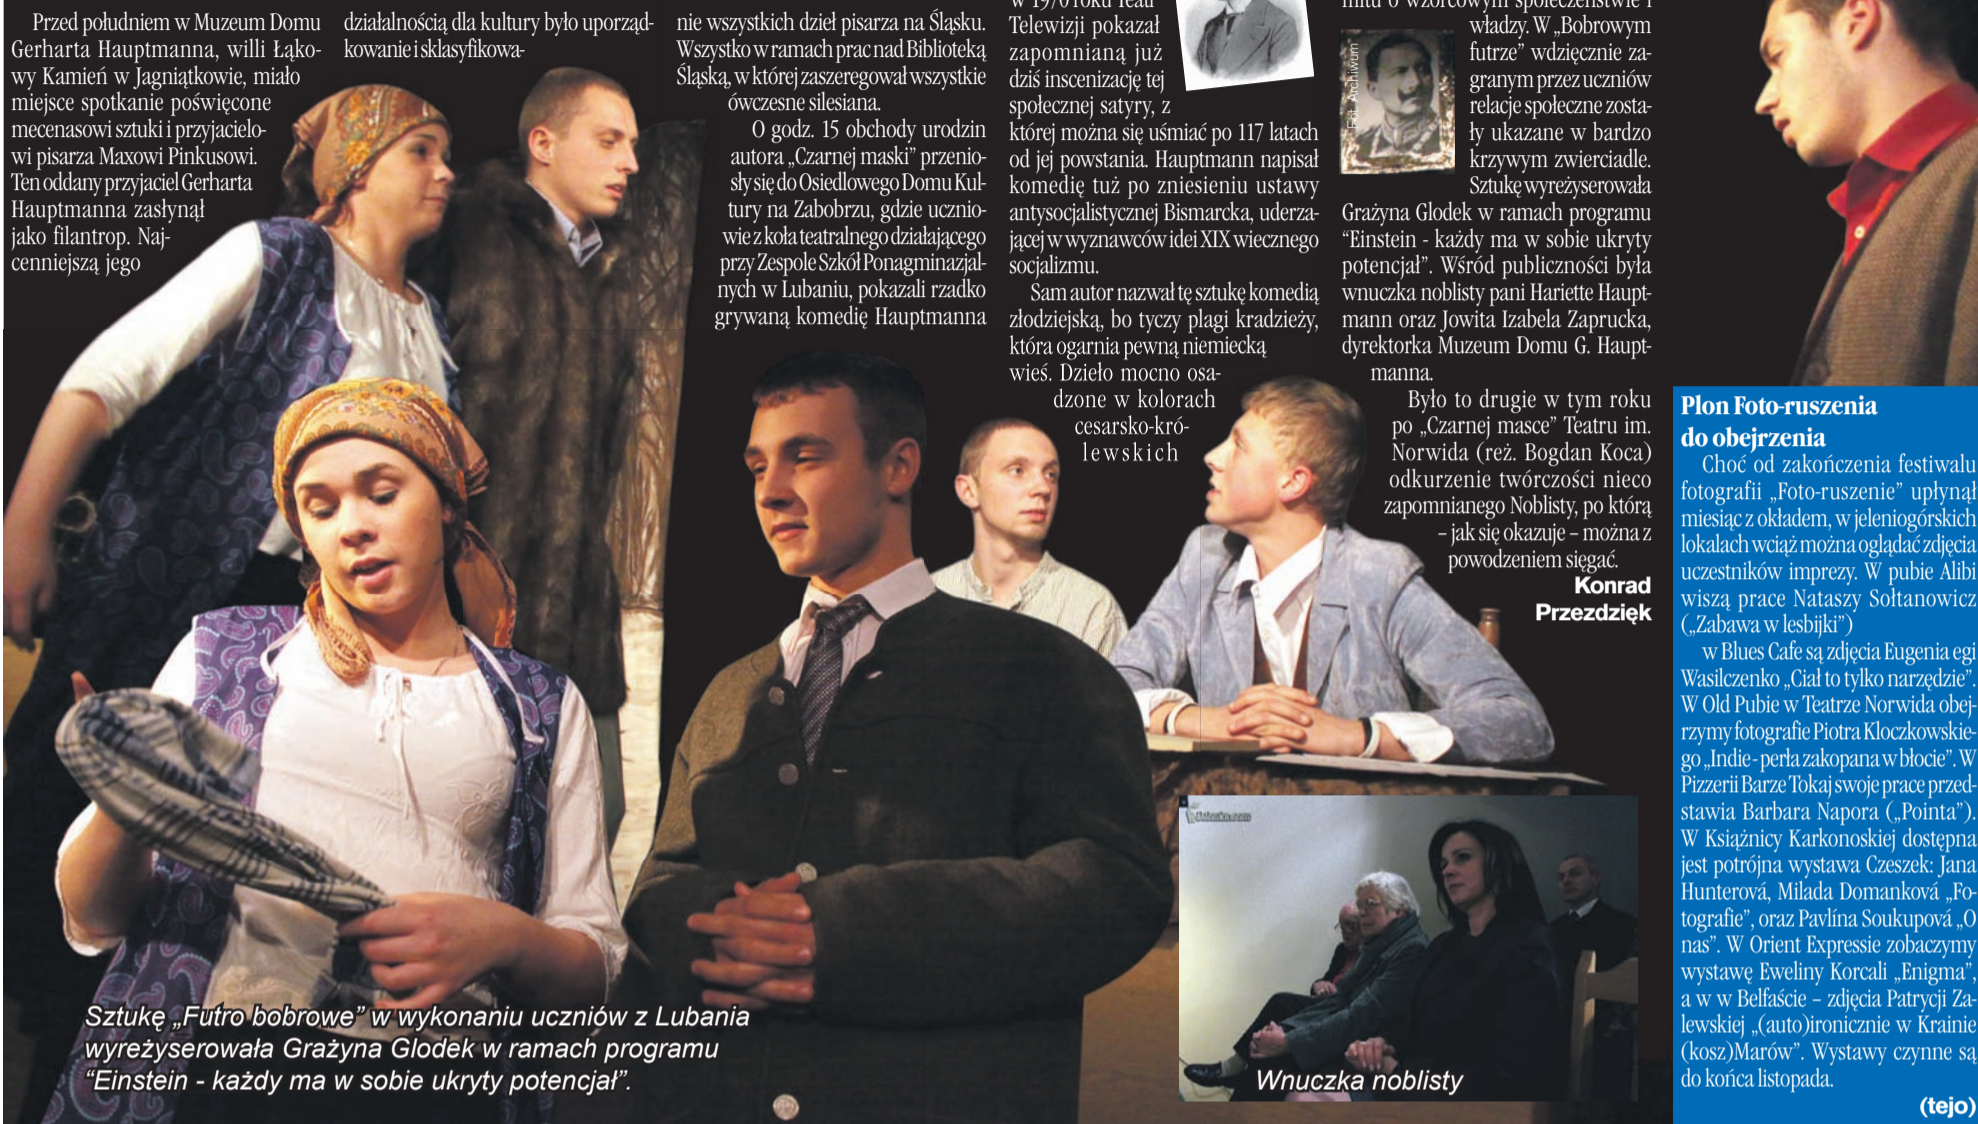 Przed południem w Muzeum Domu
Gerharta Hauptmanna, willi Łąko-
wy Kamień w Jagniątkowie, miało
miejsce spotkanie poświęcone
mecenasowi sztuki i przyjacielo-
wi pisarza Maxowi Pinkusowi.
Ten oddany przyjaciel Gerharta
Hauptmanna zasłynął
jako filantrop. Naj-
cenniejszą jego
działalnością dla kultury było uporząd-
kowanie i sklasyfikowa-
nie wszystkich dzieł pisarza na Śląsku.
Wszystko w ramach prac nad Biblioteką
Śląską, w której zaszeregował wszystkie
ówczesne silesiana.
O godz. 15 obchody urodzin
autora „Czarnej maski” przenio-
sły się do Osiedlowego Domu Kul-
tury na Zabobrzu, gdzie ucznio-
wie z koła teatralnego działającego
przy Zespole Szkół Ponagminazjal-
nych w Lubaniu, pokazali rzadko
grywaną komedię Hauptmanna
w 1970 roku Teatr
Telewizji pokazał
zapomnianą już
dziś inscenizację tej
społecznej satyry, z
której można się uśmiać po 117 latach
od jej powstania. Hauptmann napisał
komedię tuż po zniesieniu ustawy
antysocjalistycznej Bismarcka, uderza-
jącej w wyznawców idei XIX wiecznego
socjalizmu.
Sam autor nazwał tę sztukę komedią
złodziejską, bo tyczy plagi kradzieży,
która ogarnia pewną niemiecką
wieś. Dzieło mocno osa-
dzone w kolorach
cesarsko-kró-
lewskich
mitu o wzorcowym społeczeństwie i
władzy. W „Bobrowym
futrze” wdzięcznie za-
granym przez uczniów
relacje społeczne zosta-
ły ukazane w bardzo
krzywym zwierciadle.
Sztukę wyreżyserowała
Grażyna Glodek w ramach programu
“Einstein - każdy ma w sobie ukryty
potencjał”. Wśród publiczności była
wnuczka noblisty pani Hariette Haupt-
mann oraz Jowita Izabela Zaprucka,
dyrektorka Muzeum Domu G. Haupt-
manna.
Było to drugie w tym roku
po „Czarnej masce” Teatru im.
Norwida (reż. Bogdan Koca)
odkurzenie twórczości nieco
zapomnianego Noblisty, po którą
– jak się okazuje – można z
powodzeniem sięgać.
Konrad
Przezdzięk
Fot. Archiwum
Plon Foto-ruszenia
do obejrzenia
Choć od zakończenia festiwalu
fotografii „Foto-ruszenie” upłynął
miesiąc z okładem, w jeleniogórskich
lokalach wciąż można oglądać zdjęcia
uczestników imprezy. W pubie Alibi
wiszą prace Nataszy Sołtanowicz
(„Zabawa w lesbijki”)
w Blues Cafe są zdjęcia Eugenia egi
Wasilczenko „Ciał to tylko narzędzie”.
W Old Pubie w Teatrze Norwida obej-
rzymy fotografie Piotra Kloczkowskie-
go „Indie - perła zakopana w błocie”. W
Pizzerii Barze Tokaj swoje prace przed-
stawia Barbara Napora („Pointa”).
W Książnicy Karkonoskiej dostępna
jest potrójna wystawa Czeszek: Jana
Hunterová, Milada Domanková „Fo-
tografie”, oraz Pavlína Soukupová „O
nas”. W Orient Expressie zobaczymy
wystawę Eweliny Korcali „Enigma”,
a w w Belfaście – zdjęcia Patrycji Za-
lewskiej „(auto)ironicznie w Krainie
(kosz)Marów”. Wystawy czynne są
do końca listopada.
(tejo)
Sztukę „Futro bobrowe” w wykonaniu uczniów z Lubania
wyreżyserowała Grażyna Glodek w ramach programu
“Einstein - każdy ma w sobie ukryty potencjał”.
Wnuczka noblisty